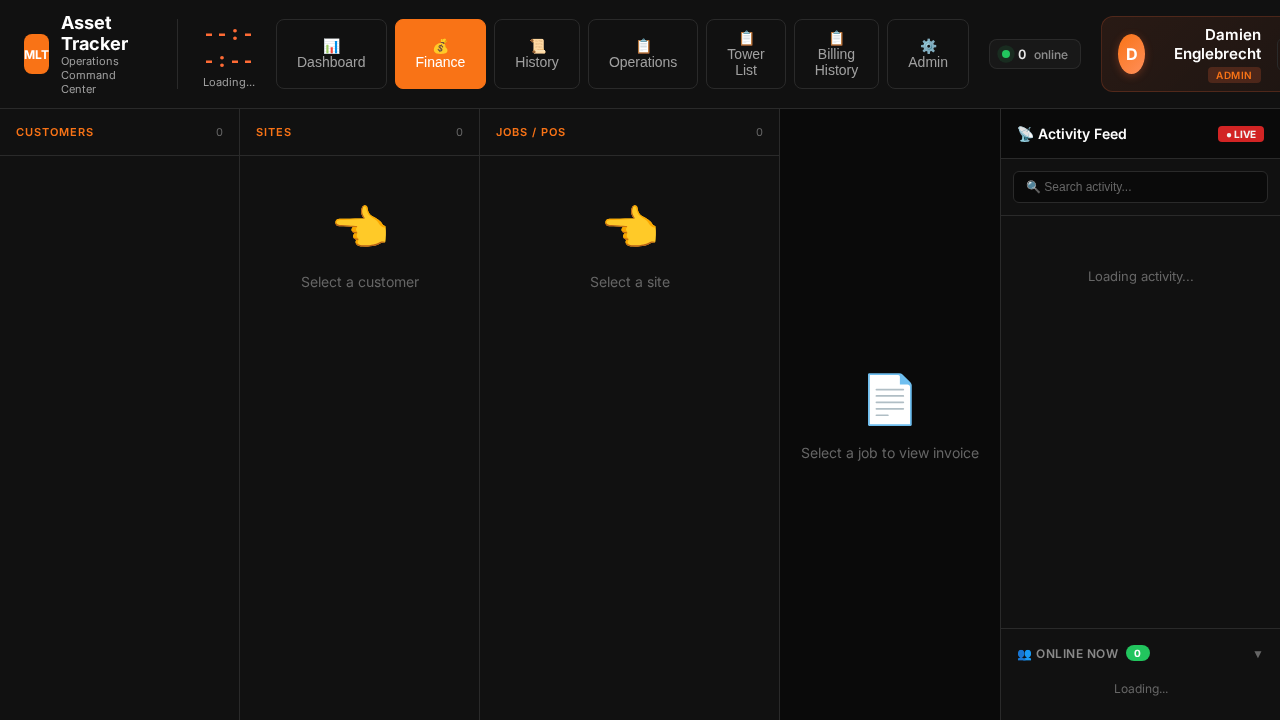 MLT
Asset
Tracker
Operations
Command
Center
--:-
-:--
Loading...
📊
Dashboard
💰
Finance
📜
History
📋
Operations
📋
Tower
List
📋
Billing
History
⚙️
Admin
0 online
D
Damien
Englebrecht
ADMIN
CUSTOMERS 0
SITES 0
JOBS / POS 0
👈
Select a customer
👈
Select a site
📄
Select a job to view invoice
📡 Activity Feed
● LIVE
🔍 Search activity...
Loading activity...
👥 ONLINE NOW 0 ▼
Loading...